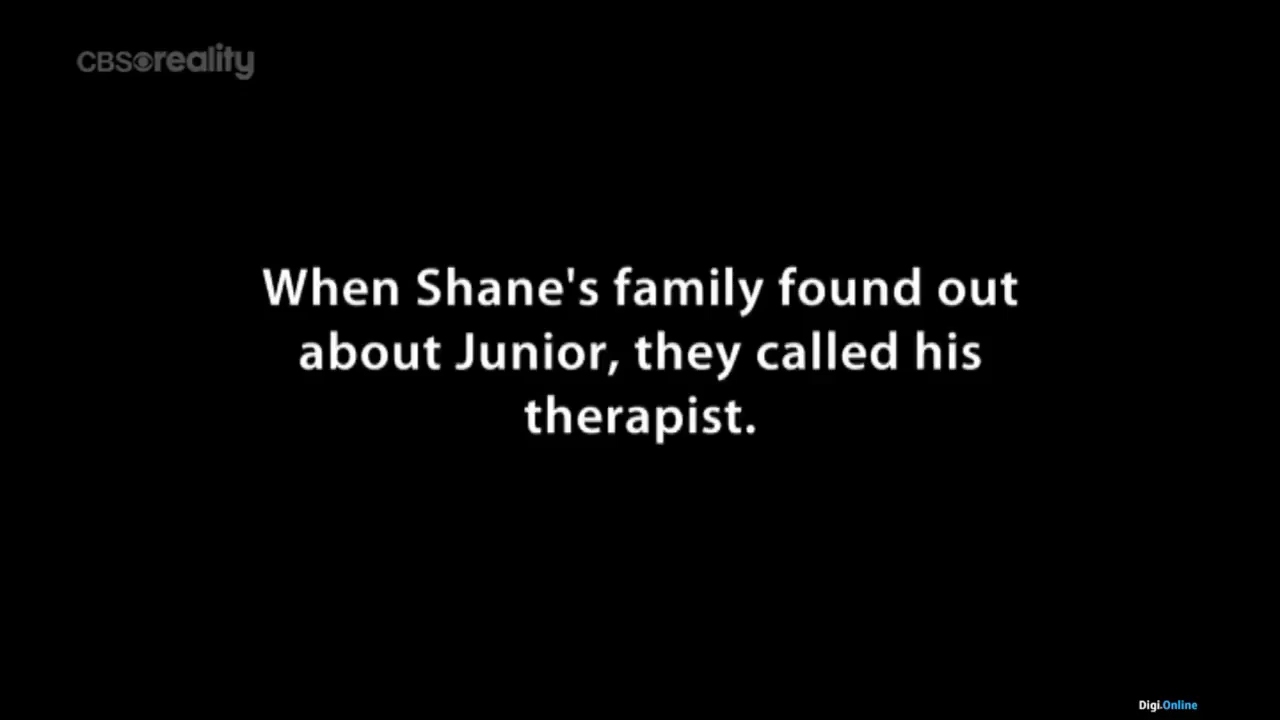 CBS reality
When Shane's family found out
about Junior, they called his
therapist.
Digi.Online